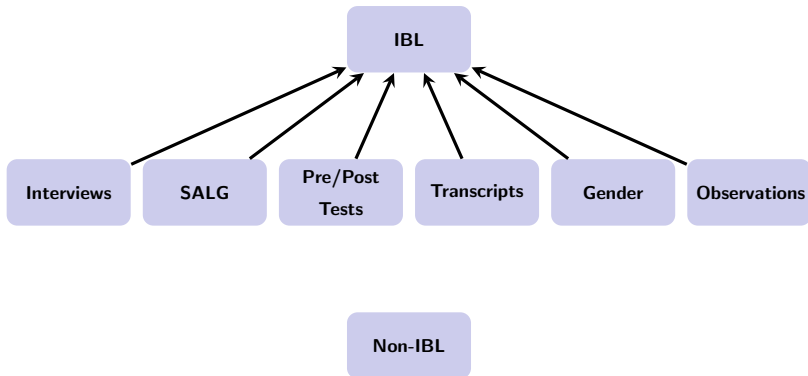 IBL
Interviews
SALG
Pre/Post
Tests
Transcripts
Gender
Observations
Non-IBL